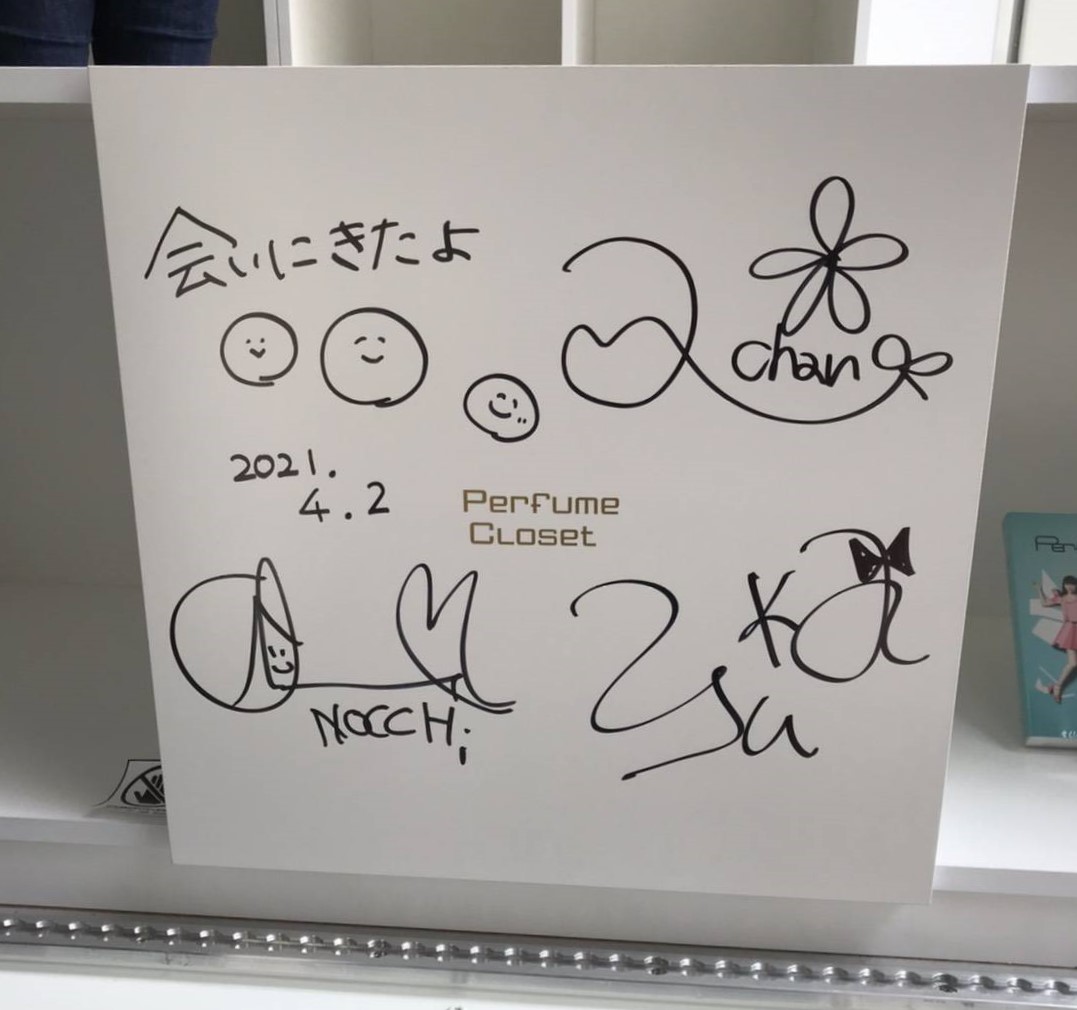 会いにきたよ
chan
2021.
4.2
Perfume
Closet
NOCCHi
Ka
yu